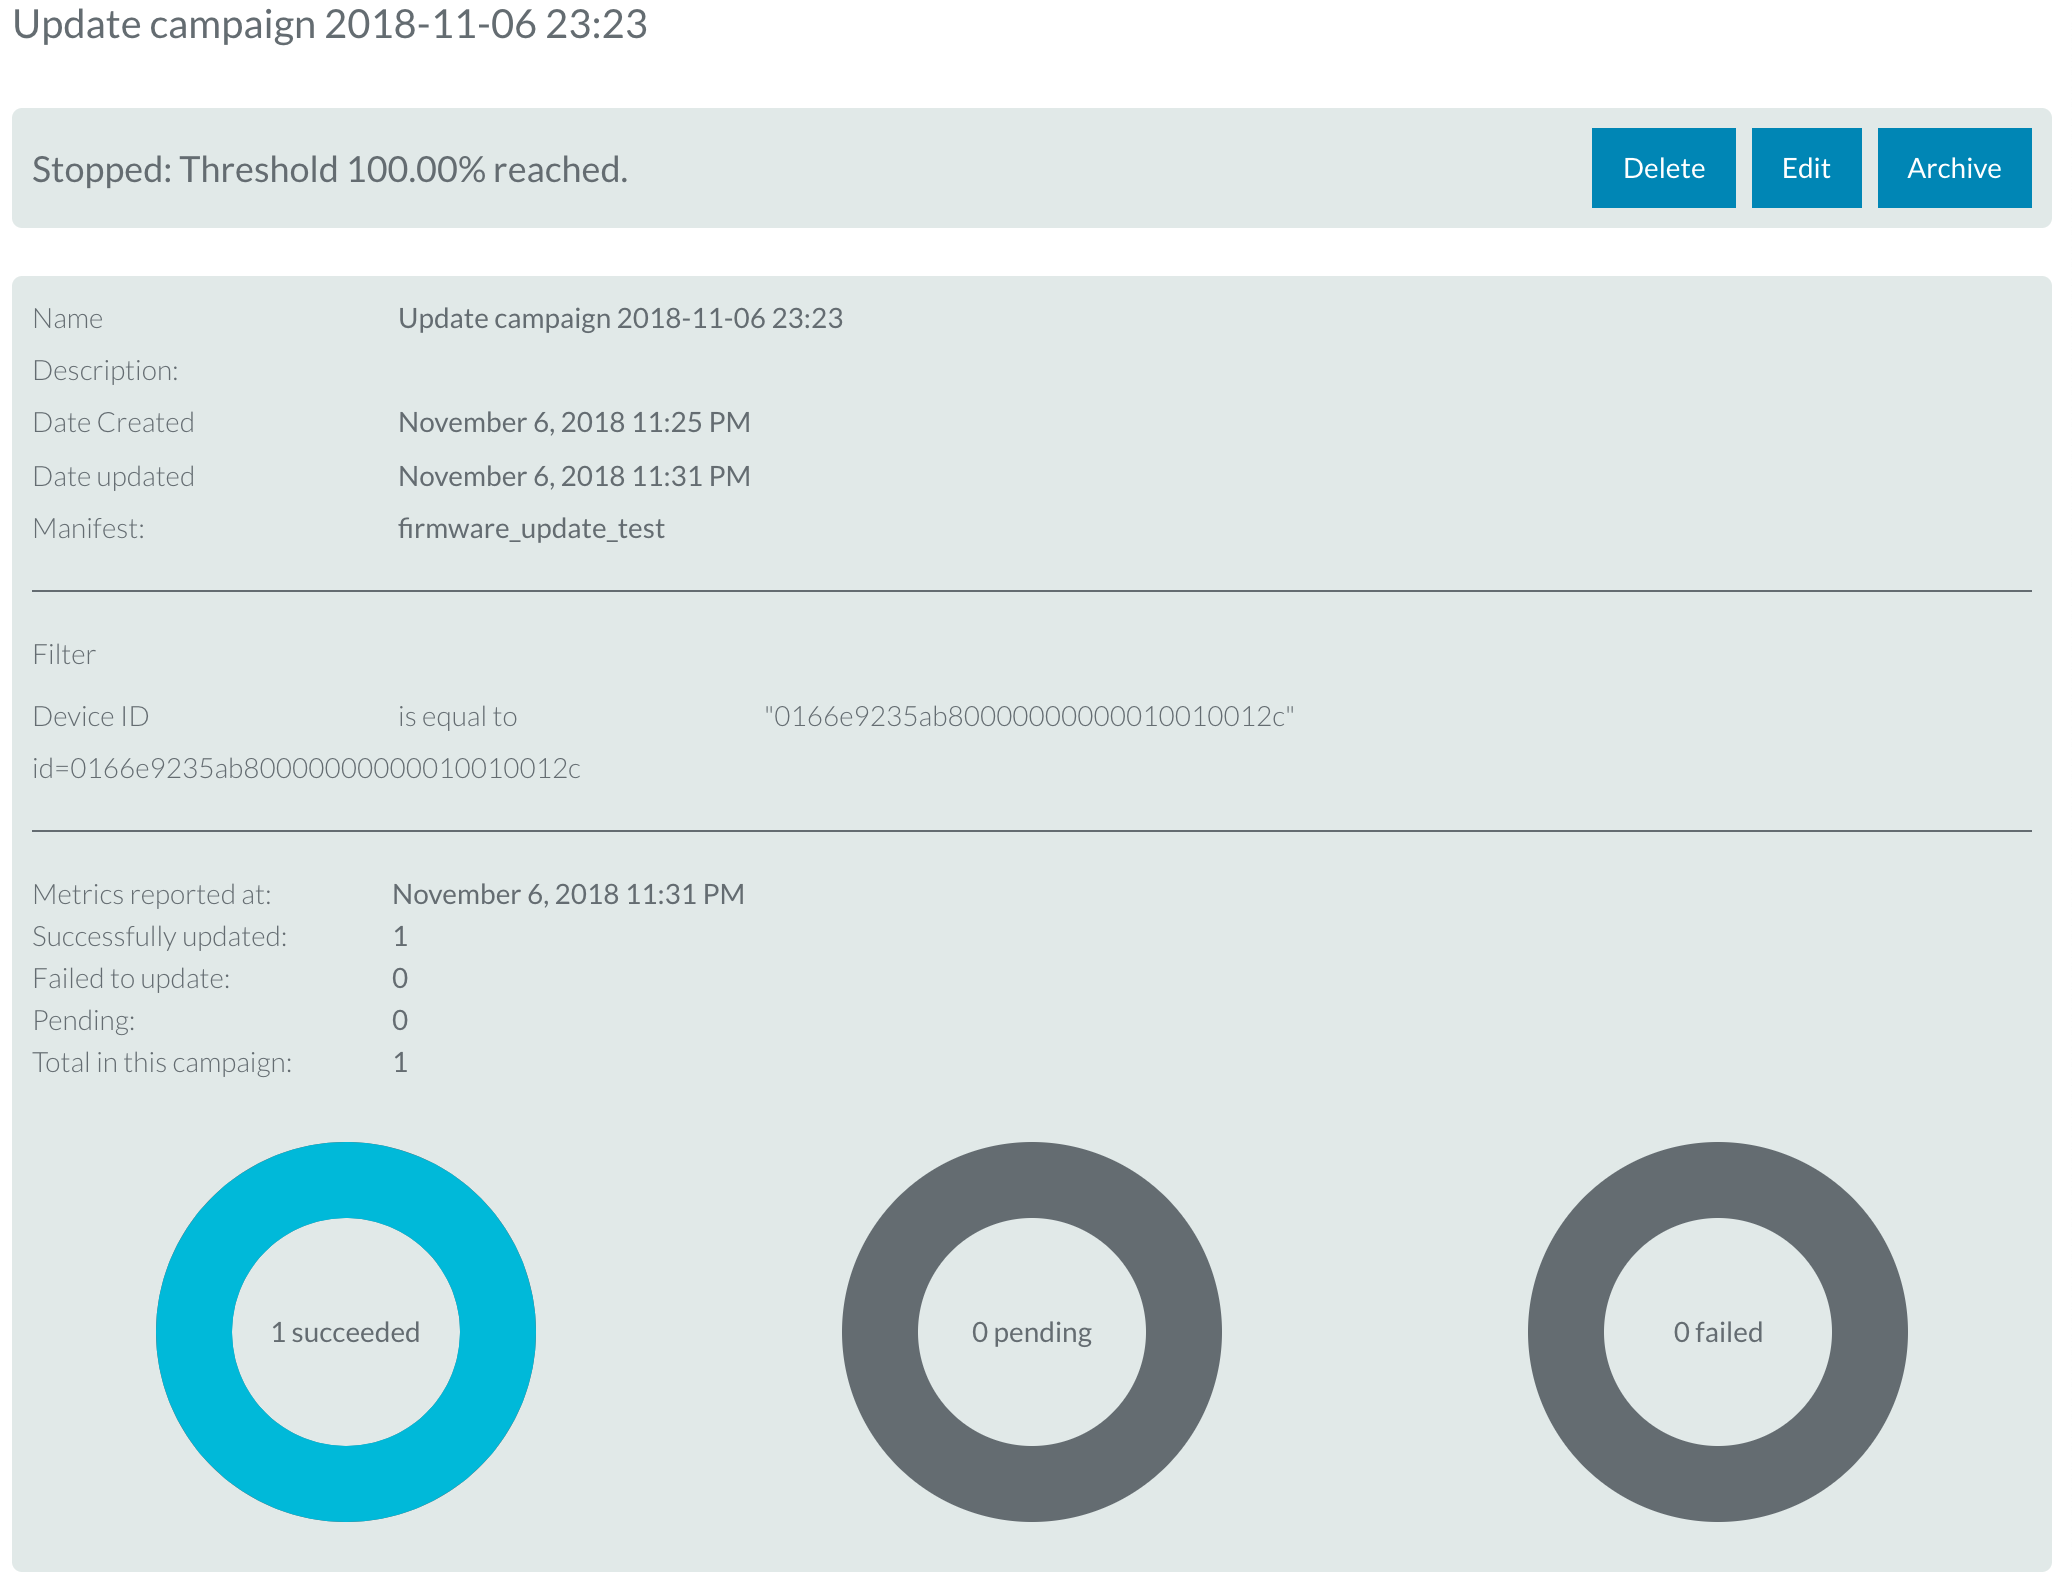 Update campaign 2018-11-06 23:23
Stopped: Threshold 100.00% reached.
Delete Edit Archive
Name Update campaign 2018-11-06 23:23
Description:
Date Created November 6, 2018 11:25 PM
Date updated November 6, 2018 11:31 PM
Manifest: firmware_update_test
Filter
Device ID is equal to "0166e9235ab80000000000010010012c"
id=0166e9235ab80000000000010010012c
Metrics reported at: November 6, 2018 11:31 PM
Successfully updated: 1
Failed to update: 0
Pending: 0
Total in this campaign: 1
1 succeeded 0 pending 0 failed